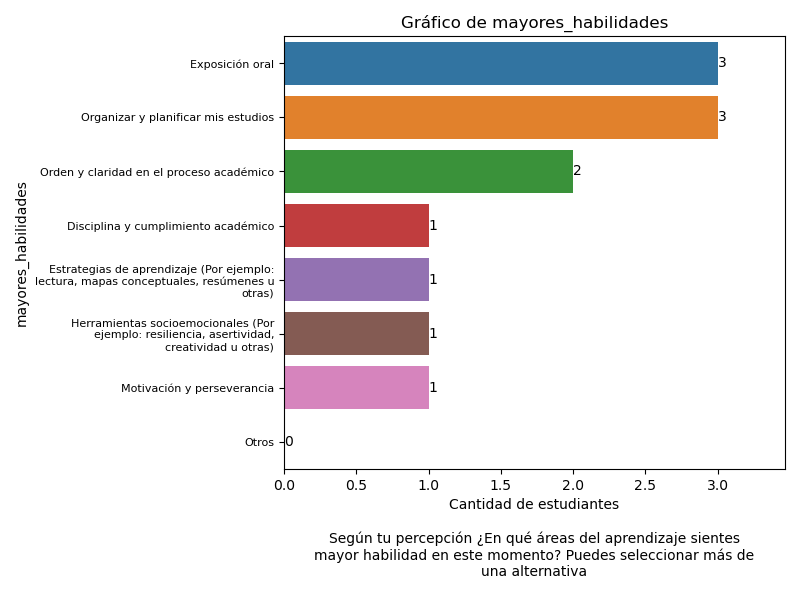 Gráfico de mayores_habilidades
mayores_habilidades
Exposición oral
3
Organizar y planificar mis estudios
3
Orden y claridad en el proceso académico
2
Disciplina y cumplimiento académico
1
Estrategias de aprendizaje (Por ejemplo:
lectura, mapas conceptuales, resúmenes u
otras)
1
Herramientas socioemocionales (Por
ejemplo: resiliencia, asertividad,
creatividad u otras)
1
Motivación y perseverancia
1
Otros
0
0.0 0.5 1.0 1.5 2.0 2.5 3.0
Cantidad de estudiantes
Según tu percepción ¿En qué áreas del aprendizaje sientes
mayor habilidad en este momento? Puedes seleccionar más de
una alternativa